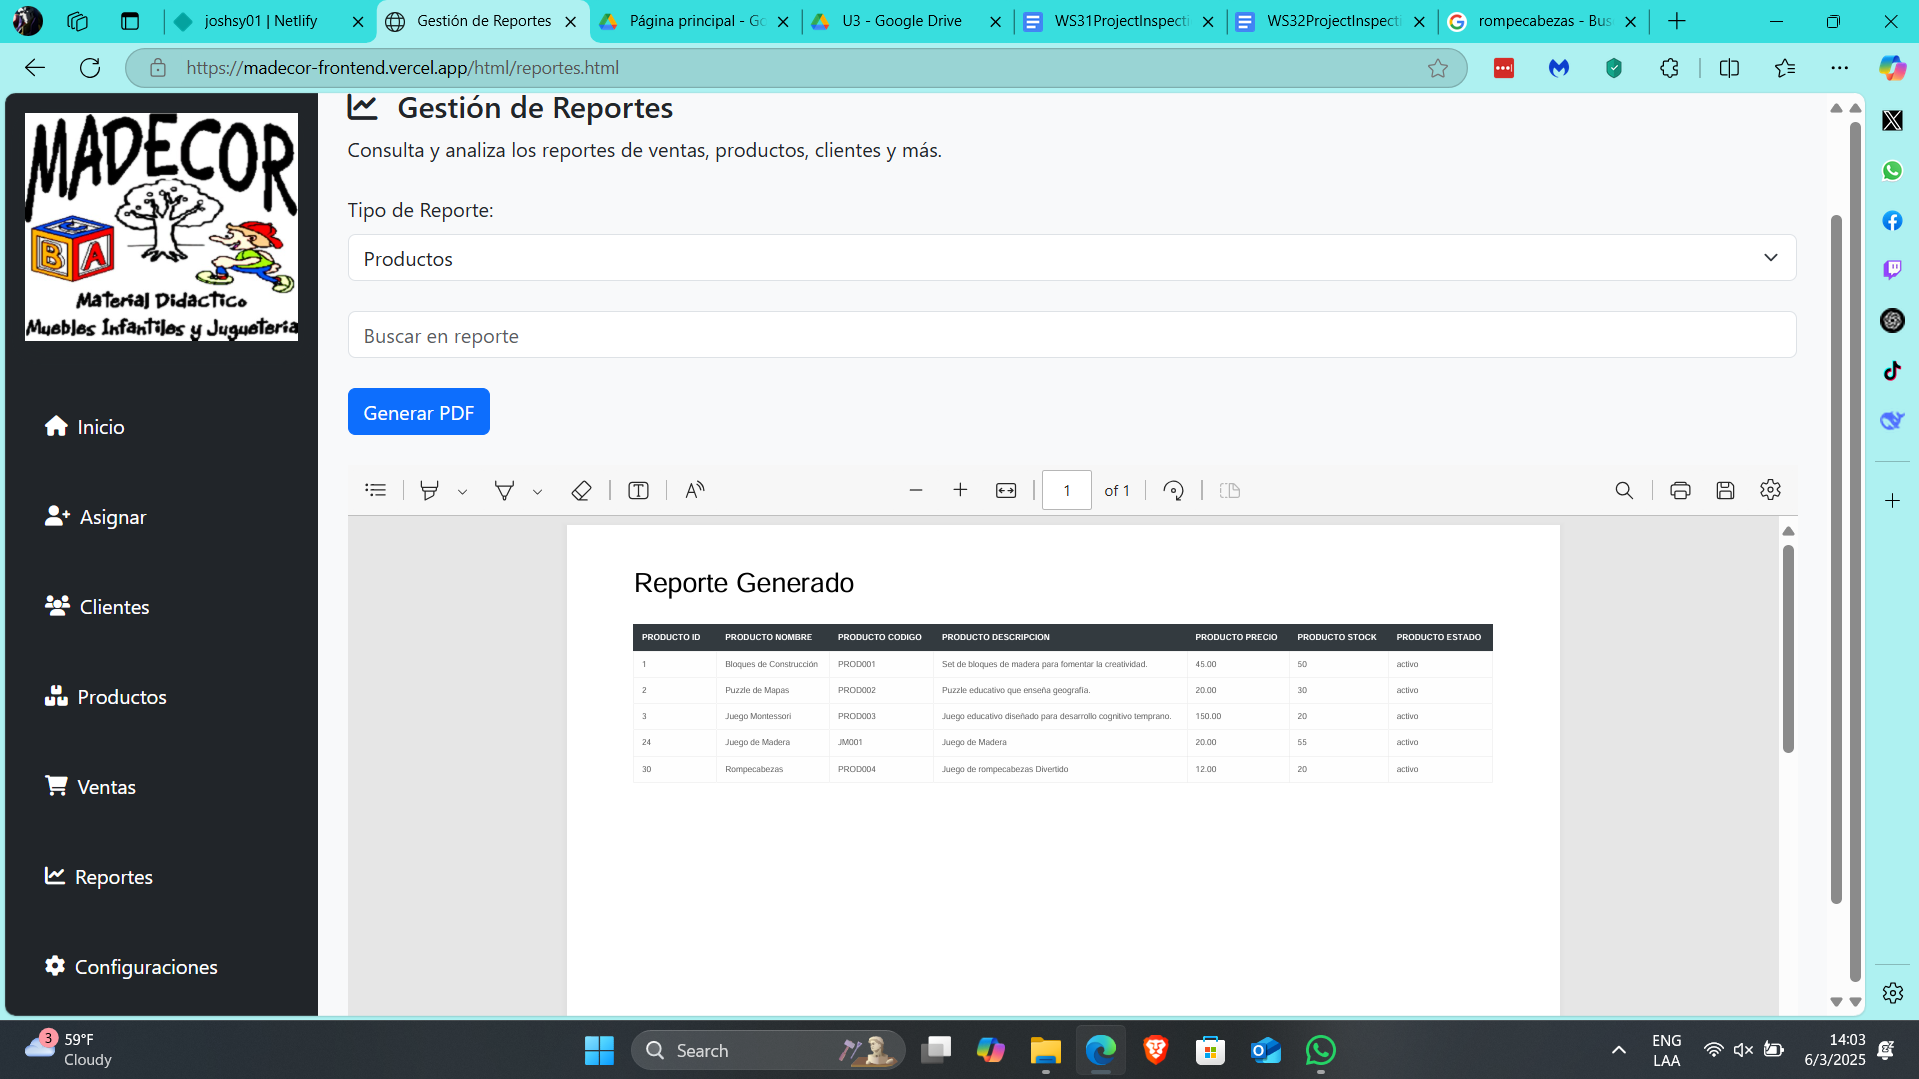 joshsy01 | Netlify
Gestión de Reportes
Página principal - Go
U3 - Google Drive
WS31ProjectInspecti
WS32ProjectInspecti
rompecabezas - Bus
https://madecor-frontend.vercel.app/html/reportes.html
MADECOR
B A
Material Didactico
Muebles Infantiles y Jugueteria
Inicio
Asignar
Clientes
Productos
Ventas
Reportes
Configuraciones
Gestión de Reportes
Consulta y analiza los reportes de ventas, productos, clientes y más.
Tipo de Reporte:
Productos
Buscar en reporte
Generar PDF
1 of 1
Reporte Generado
PRODUCTO ID PRODUCTO NOMBRE PRODUCTO CODIGO PRODUCTO DESCRIPCION PRODUCTO PRECIO PRODUCTO STOCK PRODUCTO ESTADO
1 Bloques de Construcción PROD001 Set de bloques de madera para fomentar la creatividad. 45.00 50 activo
2 Puzzle de Mapas PROD002 Puzzle educativo que enseña geografía. 20.00 30 activo
3 Juego Montessori PROD003 Juego educativo diseñado para desarrollo cognitivo temprano. 150.00 20 activo
24 Juego de Madera JM001 Juego de Madera 20.00 55 activo
30 Rompecabezas PROD004 Juego de rompecabezas Divertido 12.00 20 activo
3
59°F
Cloudy
Search
ENG
LAA
14:03
6/3/2025